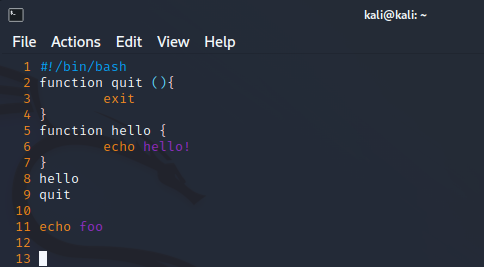 kali@kali: ~
File Actions Edit View Help
1 #!/bin/bash
2 function quit (){
3 exit
4 }
5 function hello {
6 echo hello!
7 }
8 hello
9 quit
10
11 echo foo
12
13